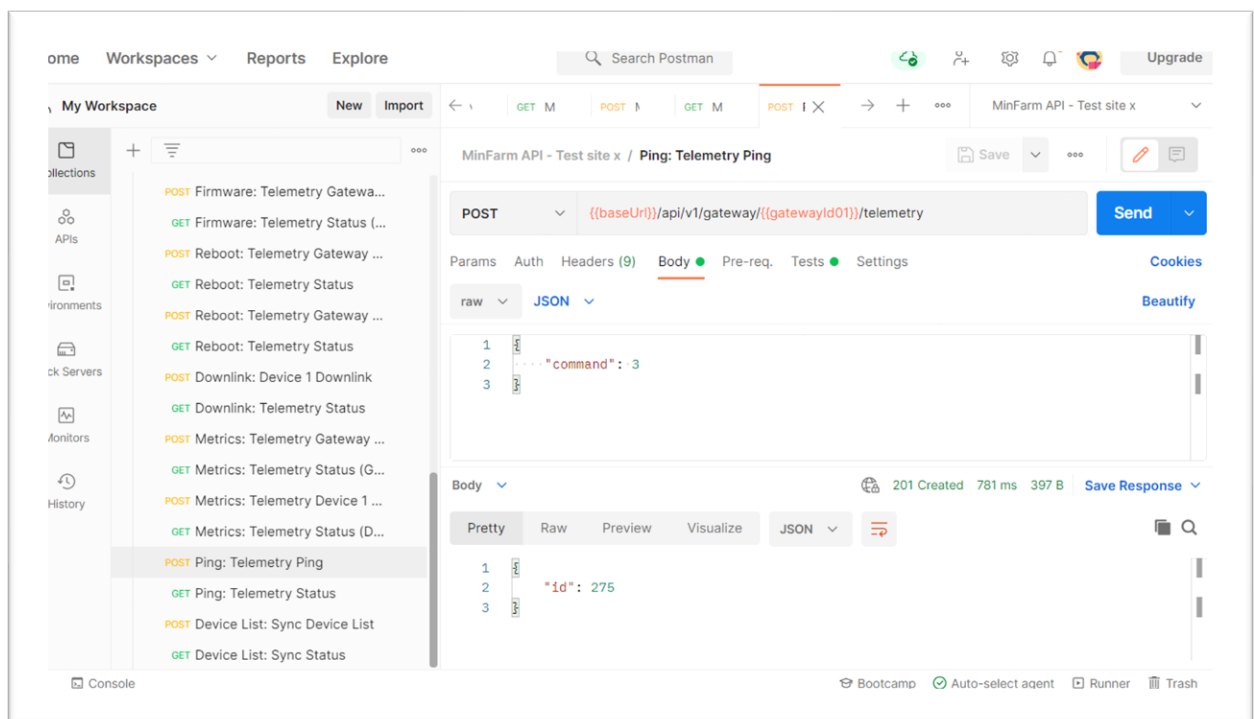 ome Workspaces Reports Explore Search Postman Upgrade
My Workspace New Import
GET M POST GET M POST MinFarm API - Test site x
ollections
APIs
ironments
ck Servers
Monitors
History
POST Firmware: Telemetry Gatewa...
GET Firmware: Telemetry Status (...
POST Reboot: Telemetry Gateway ...
GET Reboot: Telemetry Status
POST Reboot: Telemetry Gateway ...
GET Reboot: Telemetry Status
POST Downlink: Device 1 Downlink
GET Downlink: Telemetry Status
POST Metrics: Telemetry Gateway ...
GET Metrics: Telemetry Status (G...
POST Metrics: Telemetry Device 1 ...
GET Metrics: Telemetry Status (D...
POST Ping: Telemetry Ping
GET Ping: Telemetry Status
POST Device List: Sync Device List
GET Device List: Sync Status
MinFarm API - Test site x / Ping: Telemetry Ping Save
POST {{baseUrl}}/api/v1/gateway/{{gatewayId01}}/telemetry Send
Params Auth Headers (9) Body Pre-req. Tests Settings Cookies
raw JSON Beautify
1 {
2 "command": 3
3 }
Body 201 Created 781 ms 397 B Save Response
Pretty Raw Preview Visualize JSON
1 {
2 "id": 275
3 }
Console Bootcamp Auto-select agent Runner Trash